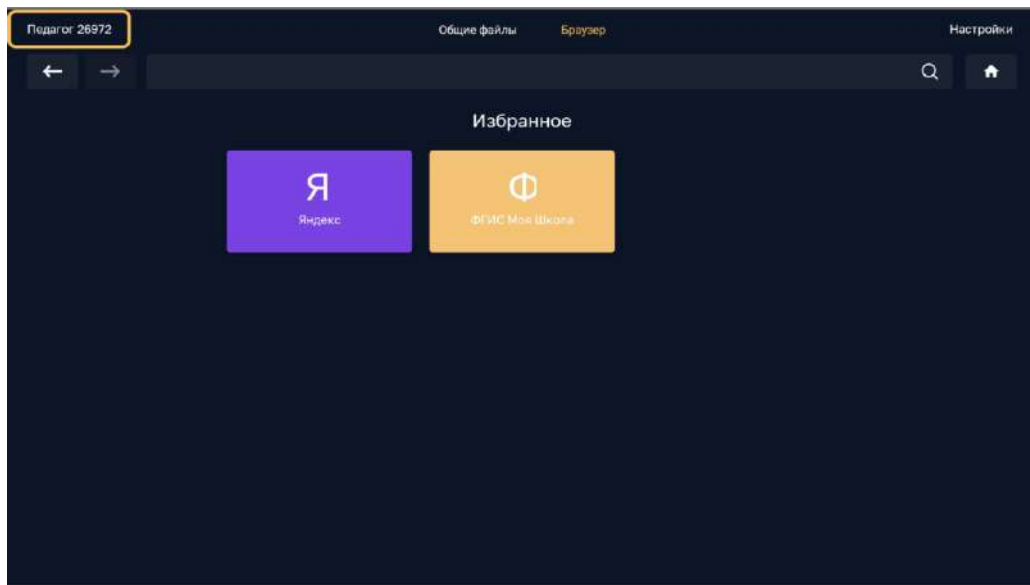 Педагог 26972
Общие файлы
Браузер
Настройки
Избранное
Я
Яндекс
Ф
ФГИС Моя Школа